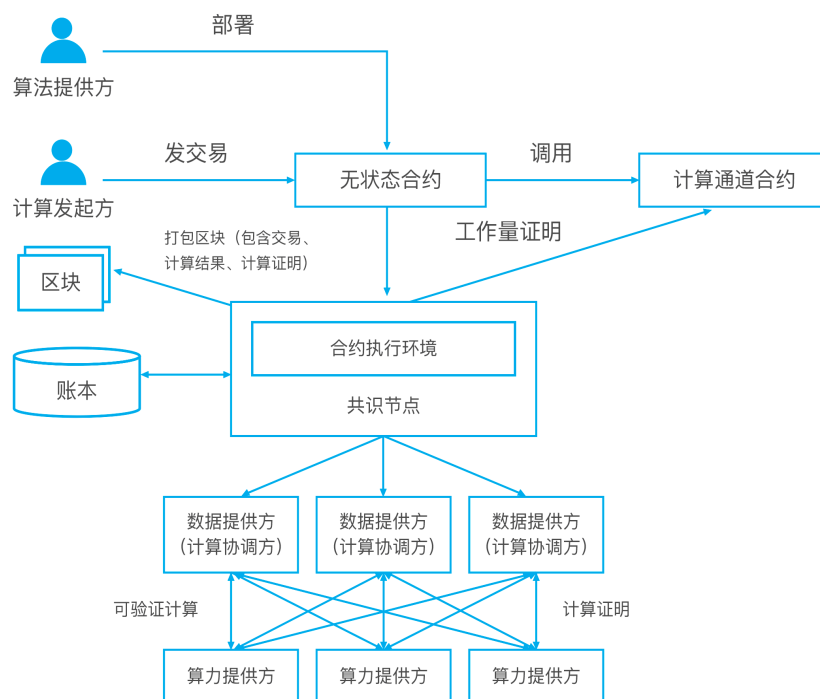 部署
算法提供方
发交易
调用
无状态合约
计算通道合约
计算发起方
工作量证明
打包区块（包含交易、
计算结果、计算证明）
区块
合约执行环境
账本
共识节点
数据提供方
(计算协调方)
数据提供方
(计算协调方)
数据提供方
(计算协调方)
可验证计算
计算证明
算力提供方
算力提供方
算力提供方